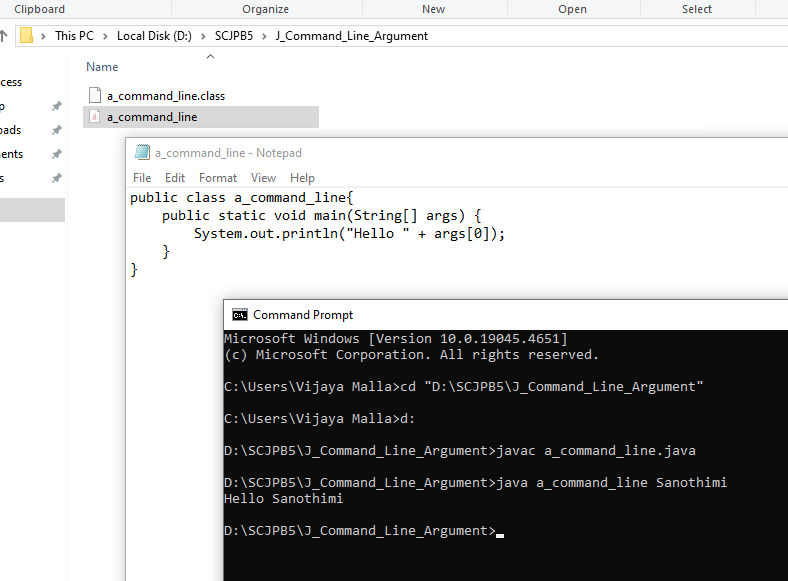 Clipboard Organize New Open Select
This PC > Local Disk (D:) > SCJPB5 > J_Command_Line_Argument
Name
cess
p
oads
ents
s
a_command_line.class
a_command_line
a_command_line - Notepad
File Edit Format View Help
public class a_command_line{
    public static void main(String[] args) {
        System.out.println("Hello " + args[0]);
    }
}
Command Prompt
Microsoft Windows [Version 10.0.19045.4651]
(c) Microsoft Corporation. All rights reserved.
C:\Users\Vijaya Malla>cd "D:\SCJPB5\J_Command_Line_Argument"
C:\Users\Vijaya Malla>d:
D:\SCJPB5\J_Command_Line_Argument>javac a_command_line.java
D:\SCJPB5\J_Command_Line_Argument>java a_command_line Sanothimi
Hello Sanothimi
D:\SCJPB5\J_Command_Line_Argument>